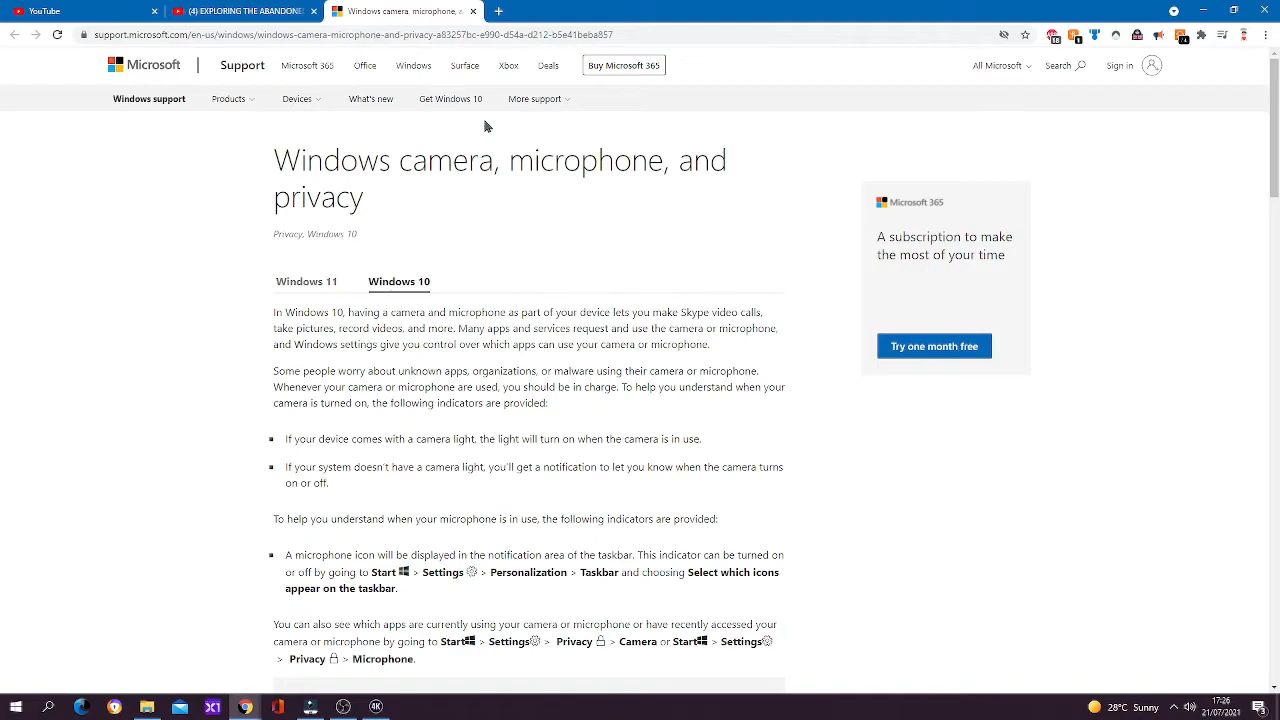 YouTube
(4) EXPLORING THE ABANDONE
Windows camera, microphone, a
support.microsoft.com/en-us/windows/windows-camera-microphone-and-privacy-a83257bc-e990-d54a-d212-b5e41beba857
Microsoft | Support Microsoft 365 Office Windows Surface Xbox Deals Buy Microsoft 365 All Microsoft Search Sign in
Windows support Products Devices What's new Get Windows 10 More support
Windows camera, microphone, and
privacy
Privacy, Windows 10
Windows 11 Windows 10
In Windows 10, having a camera and microphone as part of your device lets you make Skype video calls,
take pictures, record videos, and more. Many apps and services request and use the camera or microphone,
and Windows settings give you control over which apps can use your camera or microphone.
Some people worry about unknown apps, organizations, or malware using their camera or microphone.
Whenever your camera or microphone are used, you should be in charge. To help you understand when your
camera is turned on, the following indicators are provided:
If your device comes with a camera light, the light will turn on when the camera is in use.
If your system doesn't have a camera light, you'll get a notification to let you know when the camera turns
on or off.
To help you understand when your microphone is in use, the following indicators are provided:
A microphone icon will be displayed in the notification area of the taskbar. This indicator can be turned on
or off by going to Start > Settings > Personalization > Taskbar and choosing Select which icons
appear on the taskbar.
You can also see which apps are currently using your microphone or have recently accessed your
camera or microphone by going to Start > Settings > Privacy > Camera or Start > Settings
> Privacy > Microphone.
Microsoft 365
A subscription to make
the most of your time
Try one month free
4K
28°C Sunny
17:26
21/07/2021